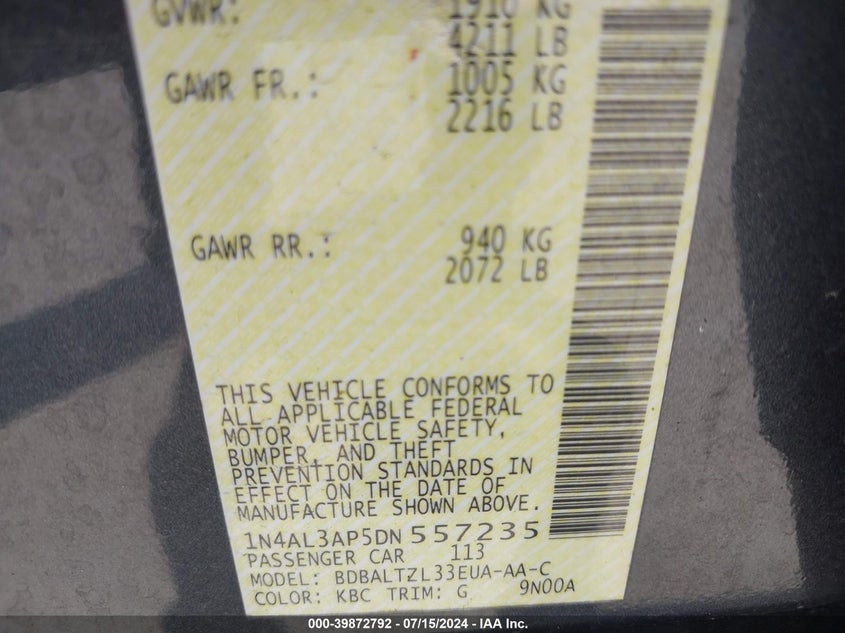 GVWR: 1910 KG
4211 LB
GAWR FR.: 1005 KG
2216 LB
GAWR RR.: 940 KG
2072 LB
THIS VEHICLE CONFORMS TO
ALL APPLICABLE FEDERAL
MOTOR VEHICLE SAFETY,
BUMPER, AND THEFT
PREVENTION STANDARDS IN
EFFECT ON THE DATE OF
MANUFACTURE SHOWN ABOVE.
1N4AL3AP5DN 557235
PASSENGER CAR 113
MODEL: BDBALTZL33EUA-AA-C
COLOR: KBC TRIM: G 9N00A
000-39872792 - 07/15/2024 - IAA Inc.